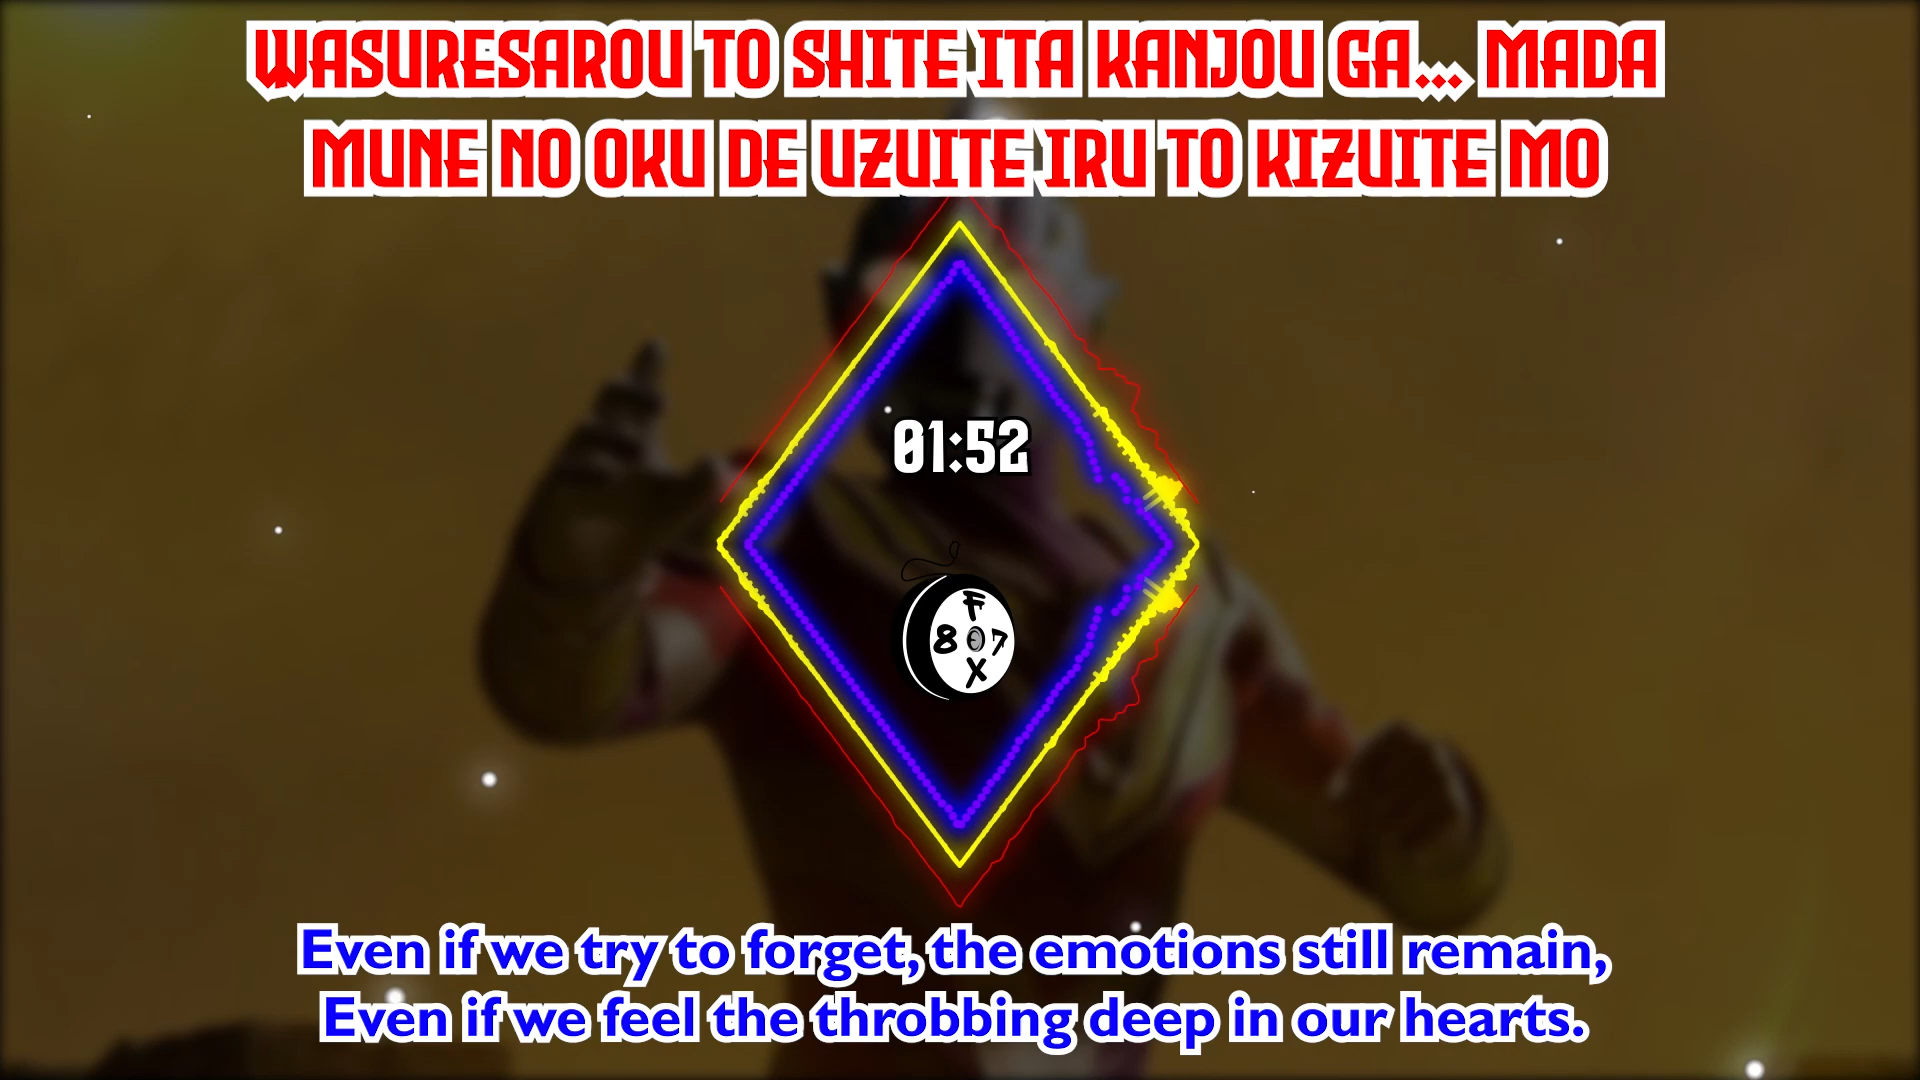 WASURESAROU TO SHITE ITA KANJOU GA... MADA
MUNE NO OKU DE UZUITE IRU TO KIZUITE MO
01:52
F
8 7
X
Even if we try to forget, the emotions still remain,
Even if we feel the throbbing deep in our hearts.